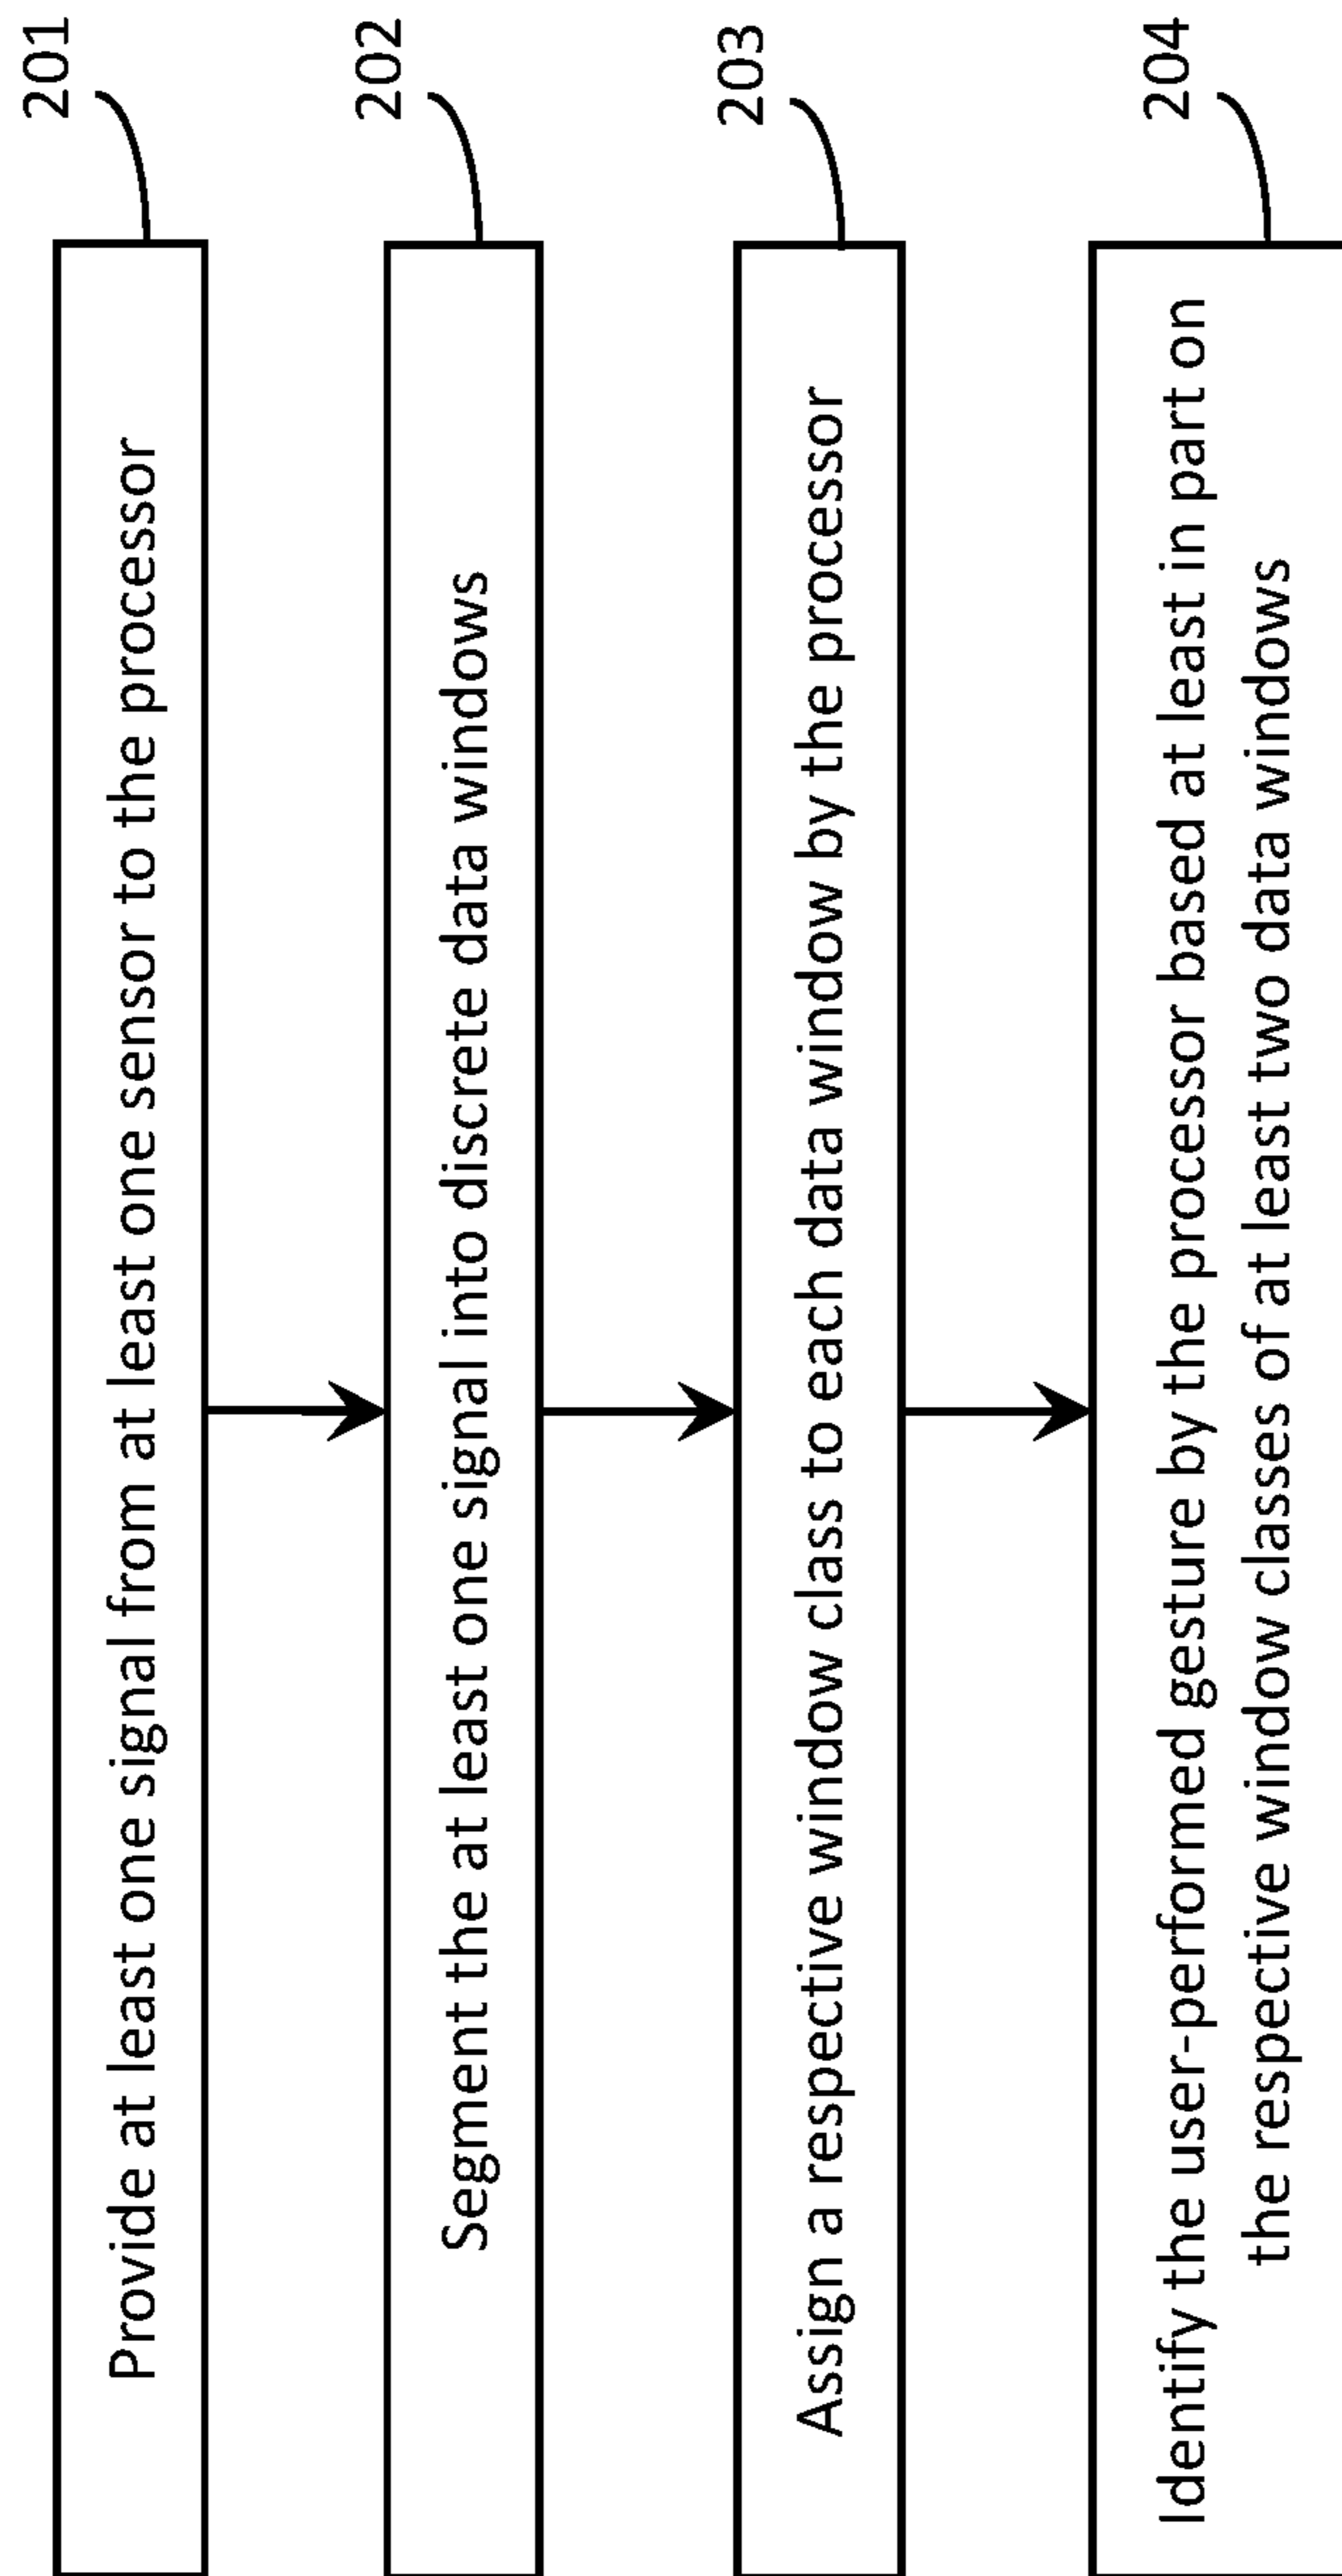 Provide at least one signal from at least one sensor to the processor
201
Segment the at least one signal into discrete data windows
202
Assign a respective window class to each data window by the processor
203
Identify the user-performed gesture by the processor based at least in part on
the respective window classes of at least two data windows
204